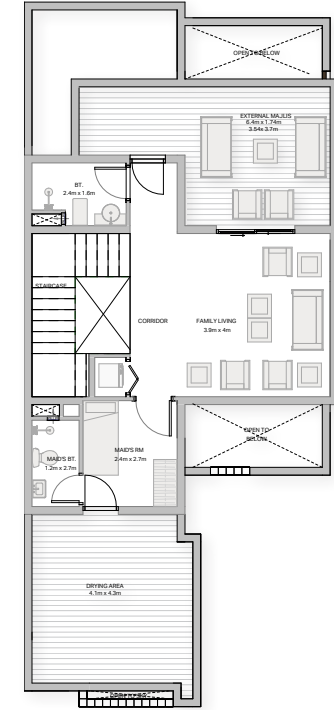 OPEN TO BELOW
EXTERNAL MAJLIS
6.4m x 1.74m
3.54x 3.7m
BT.
2.4m x 1.6m
STAIRCASE
CORRIDOR
FAMILY LIVING
3.9m x 4m
OPEN TO
BELOW
MAID'S RM
2.4m x 2.7m
MAID'S BT.
1.2m x 2.7m
DRYING AREA
4.1m x 4.3m